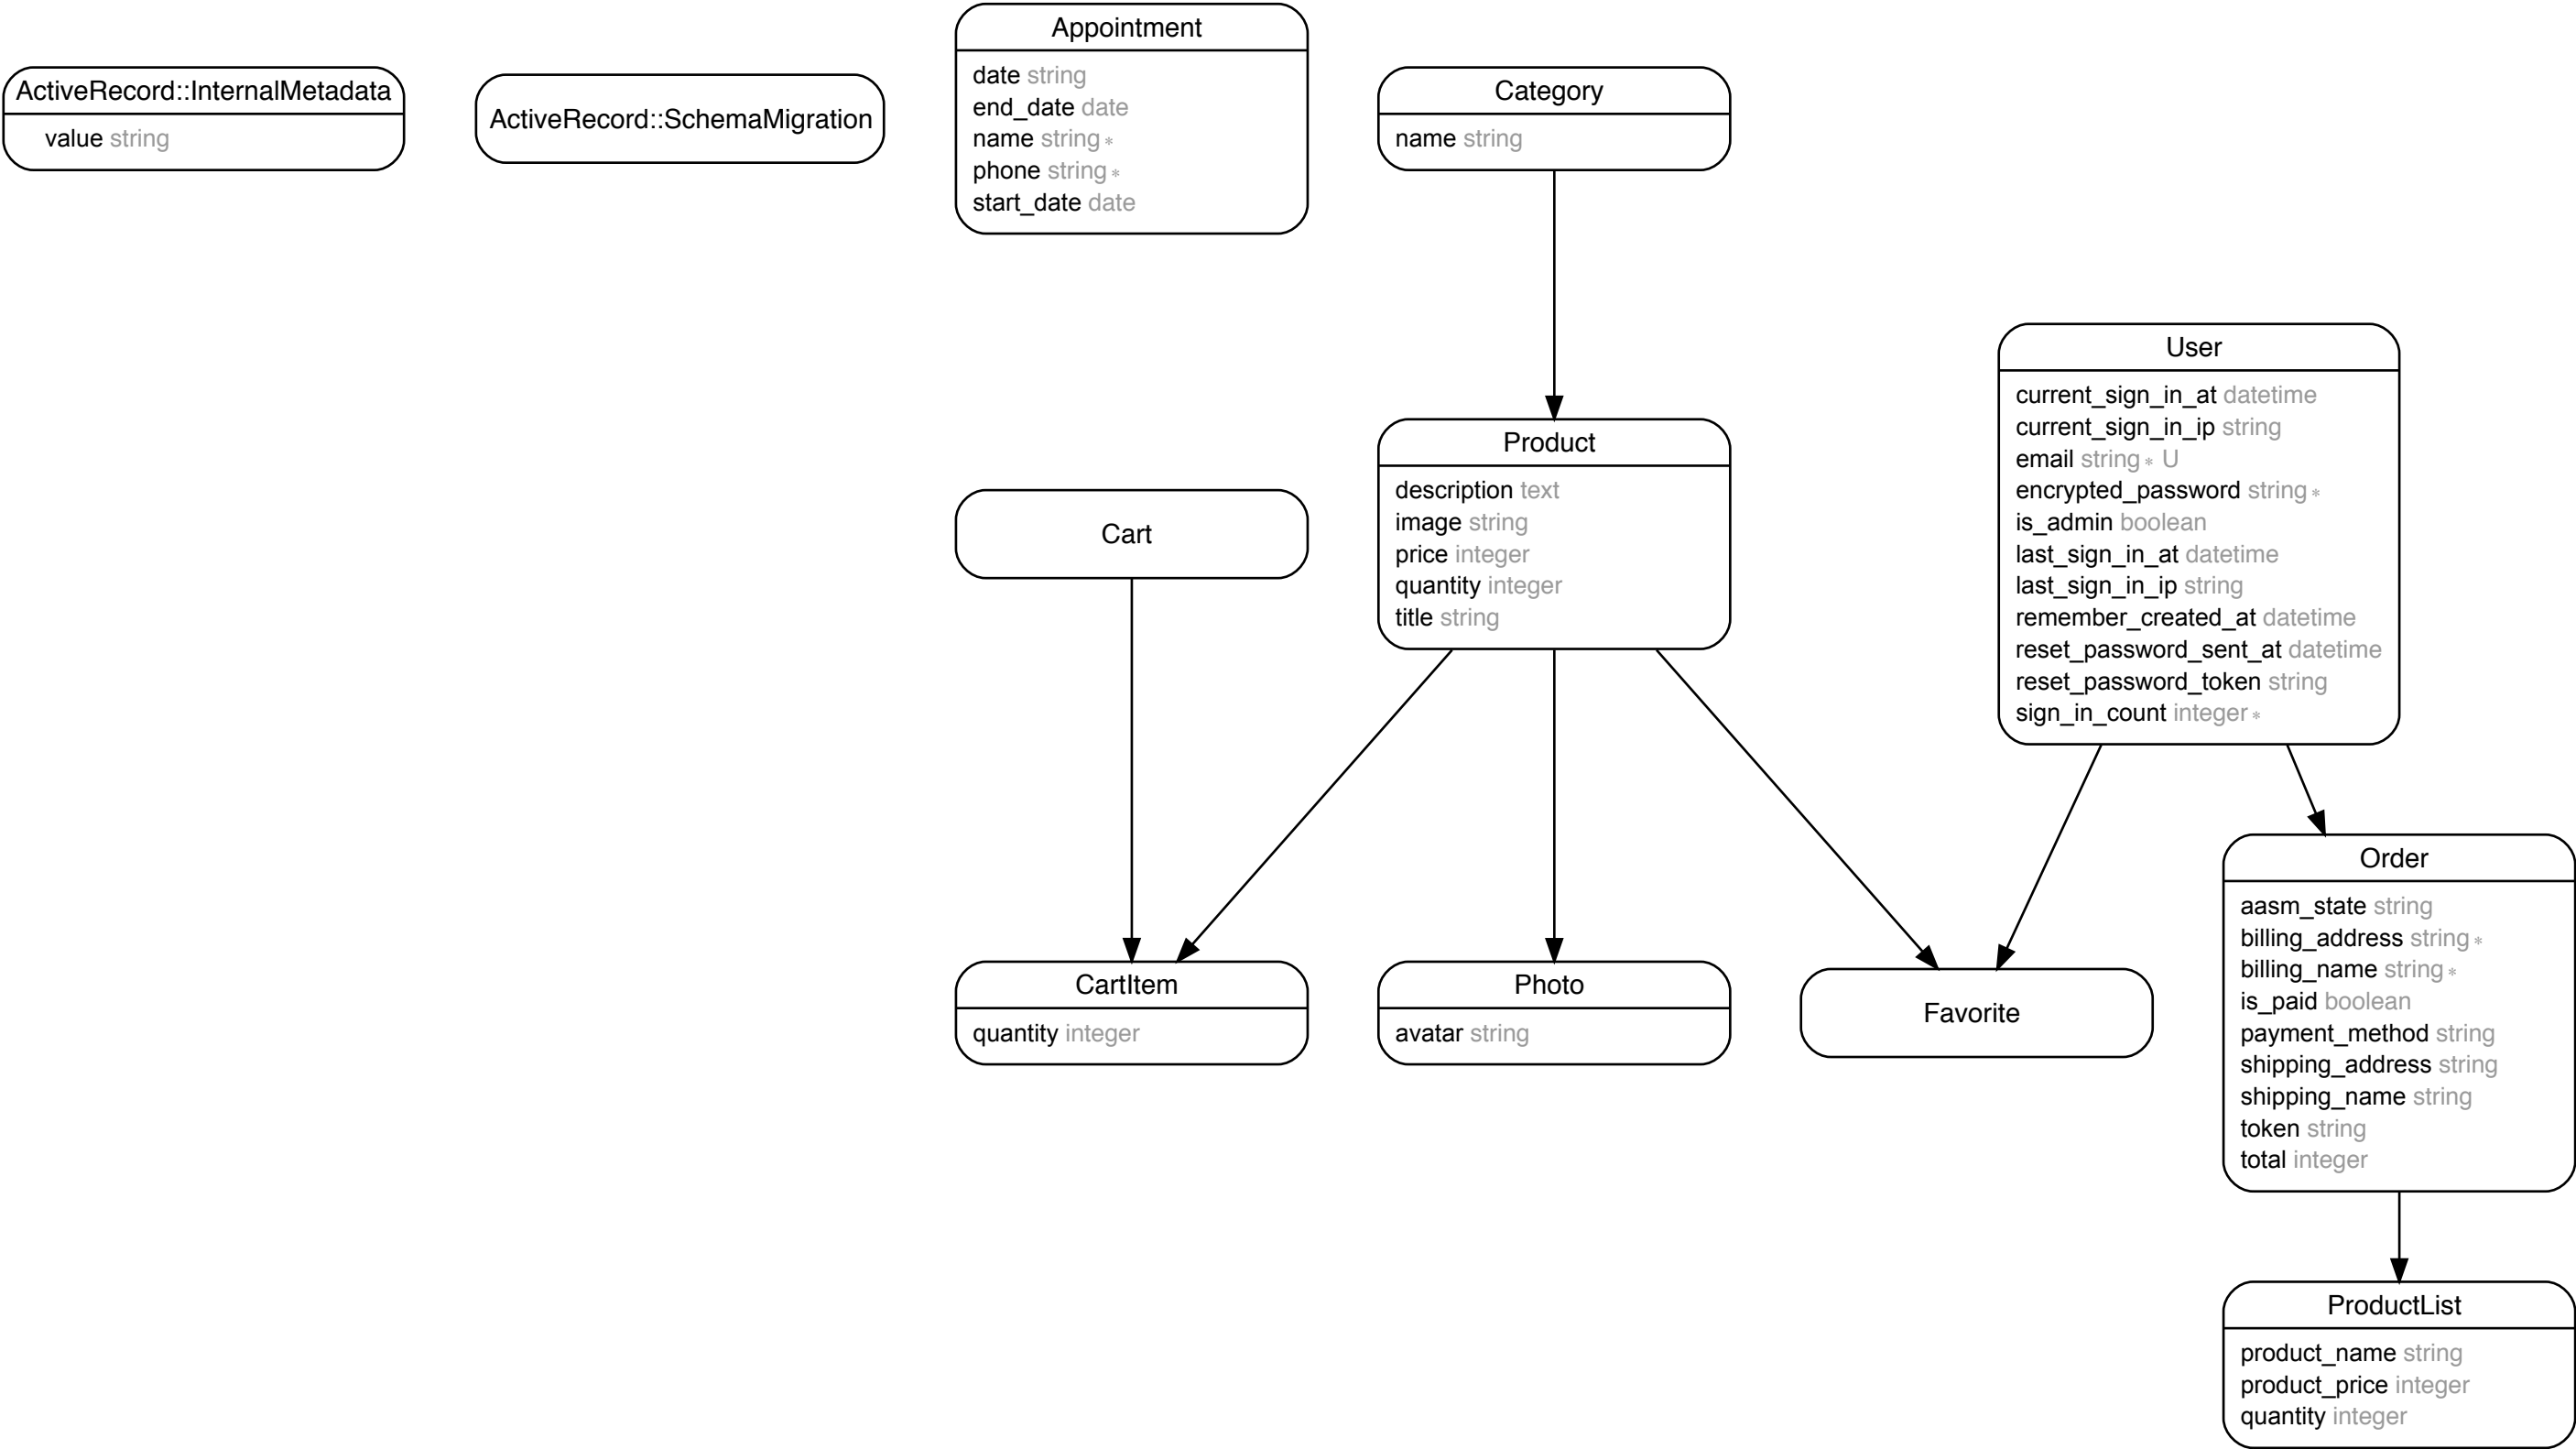 ActiveRecord::InternalMetadata
value string
ActiveRecord::SchemaMigration
Appointment
date string
end_date date
name string *
phone string *
start_date date
Category
name string
Product
description text
image string
price integer
quantity integer
title string
Cart
User
current_sign_in_at datetime
current_sign_in_ip string
email string * U
encrypted_password string *
is_admin boolean
last_sign_in_at datetime
last_sign_in_ip string
remember_created_at datetime
reset_password_sent_at datetime
reset_password_token string
sign_in_count integer *
CartItem
quantity integer
Photo
avatar string
Favorite
Order
aasm_state string
billing_address string *
billing_name string *
is_paid boolean
payment_method string
shipping_address string
shipping_name string
token string
total integer
ProductList
product_name string
product_price integer
quantity integer